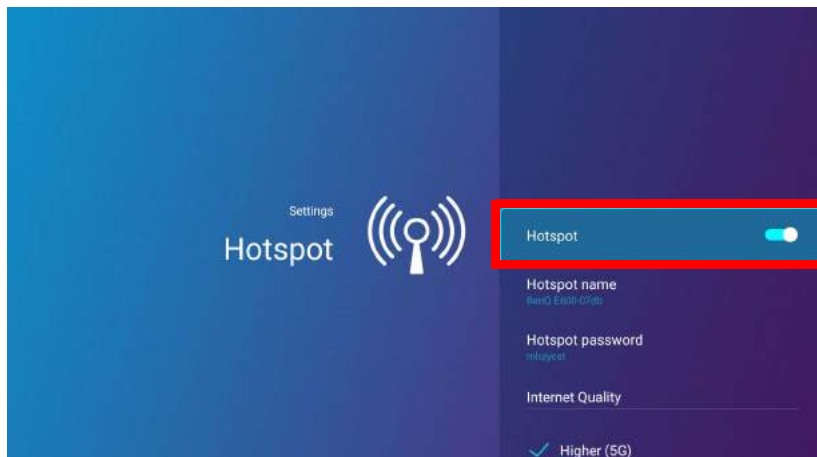 Settings
Hotspot
Hotspot
Hotspot name
Hotspot password
Internet Quality
Higher (5G)